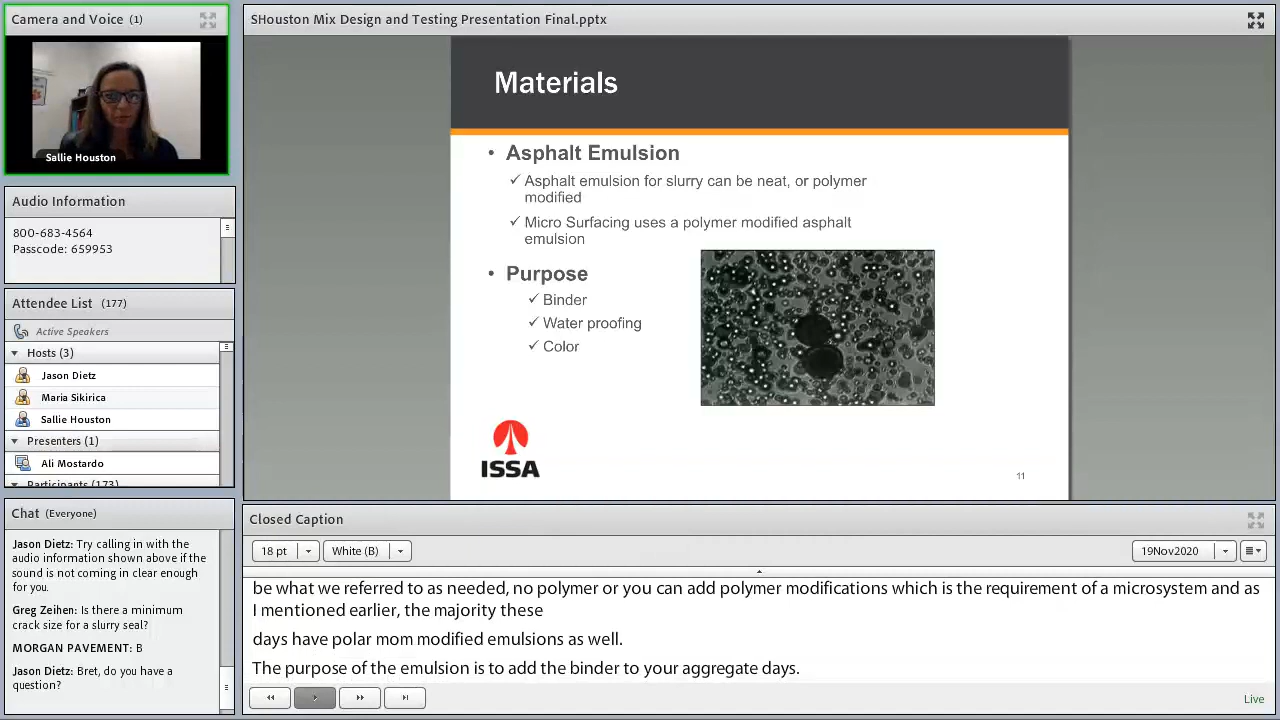 Camera and Voice (1)
Sallie Houston
Audio Information
800-683-4564
Passcode: 659953
Attendee List (177)
Active Speakers
Hosts (3)
Jason Dietz
Maria Sikirica
Sallie Houston
Presenters (1)
Ali Mostardo
Participants (173)
Chat (Everyone)
Jason Dietz: Try calling in with the
audio information shown above if the
sound is not coming in clear enough
for you.
Greg Zeihen: Is there a minimum
crack size for a slurry seal?
MORGAN PAVEMENT: B
Jason Dietz: Bret, do you have a
question?
SHouston Mix Design and Testing Presentation Final.pptx
Materials
• Asphalt Emulsion
✓ Asphalt emulsion for slurry can be neat, or polymer
modified
✓ Micro Surfacing uses a polymer modified asphalt
emulsion
• Purpose
✓ Binder
✓ Water proofing
✓ Color
ISSA
11
Closed Caption
18 pt
White (B)
19Nov2020
be what we referred to as needed, no polymer or you can add polymer modifications which is the requirement of a microsystem and as
I mentioned earlier, the majority these
days have polar mom modified emulsions as well.
The purpose of the emulsion is to add the binder to your aggregate days.
Live